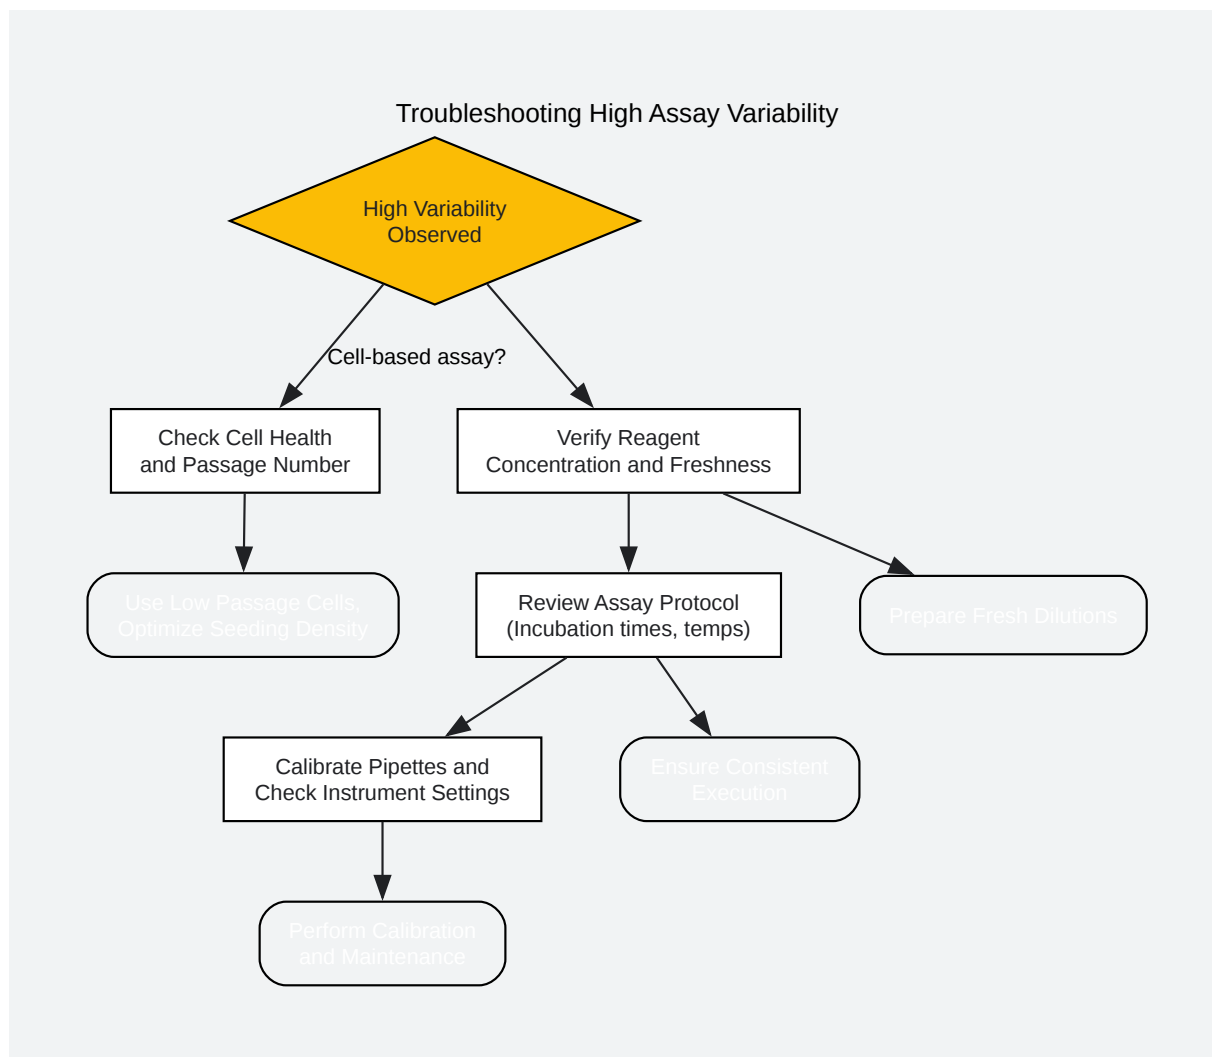 Troubleshooting High Assay Variability
High Variability
Observed
Cell-based assay?
Check Cell Health
and Passage Number
Verify Reagent
Concentration and Freshness
Use Low Passage Cells,
Optimize Seeding Density
Review Assay Protocol
(Incubation times, temps)
Prepare Fresh Dilutions
Calibrate Pipettes and
Check Instrument Settings
Ensure Consistent
Execution
Perform Calibration
and Maintenance